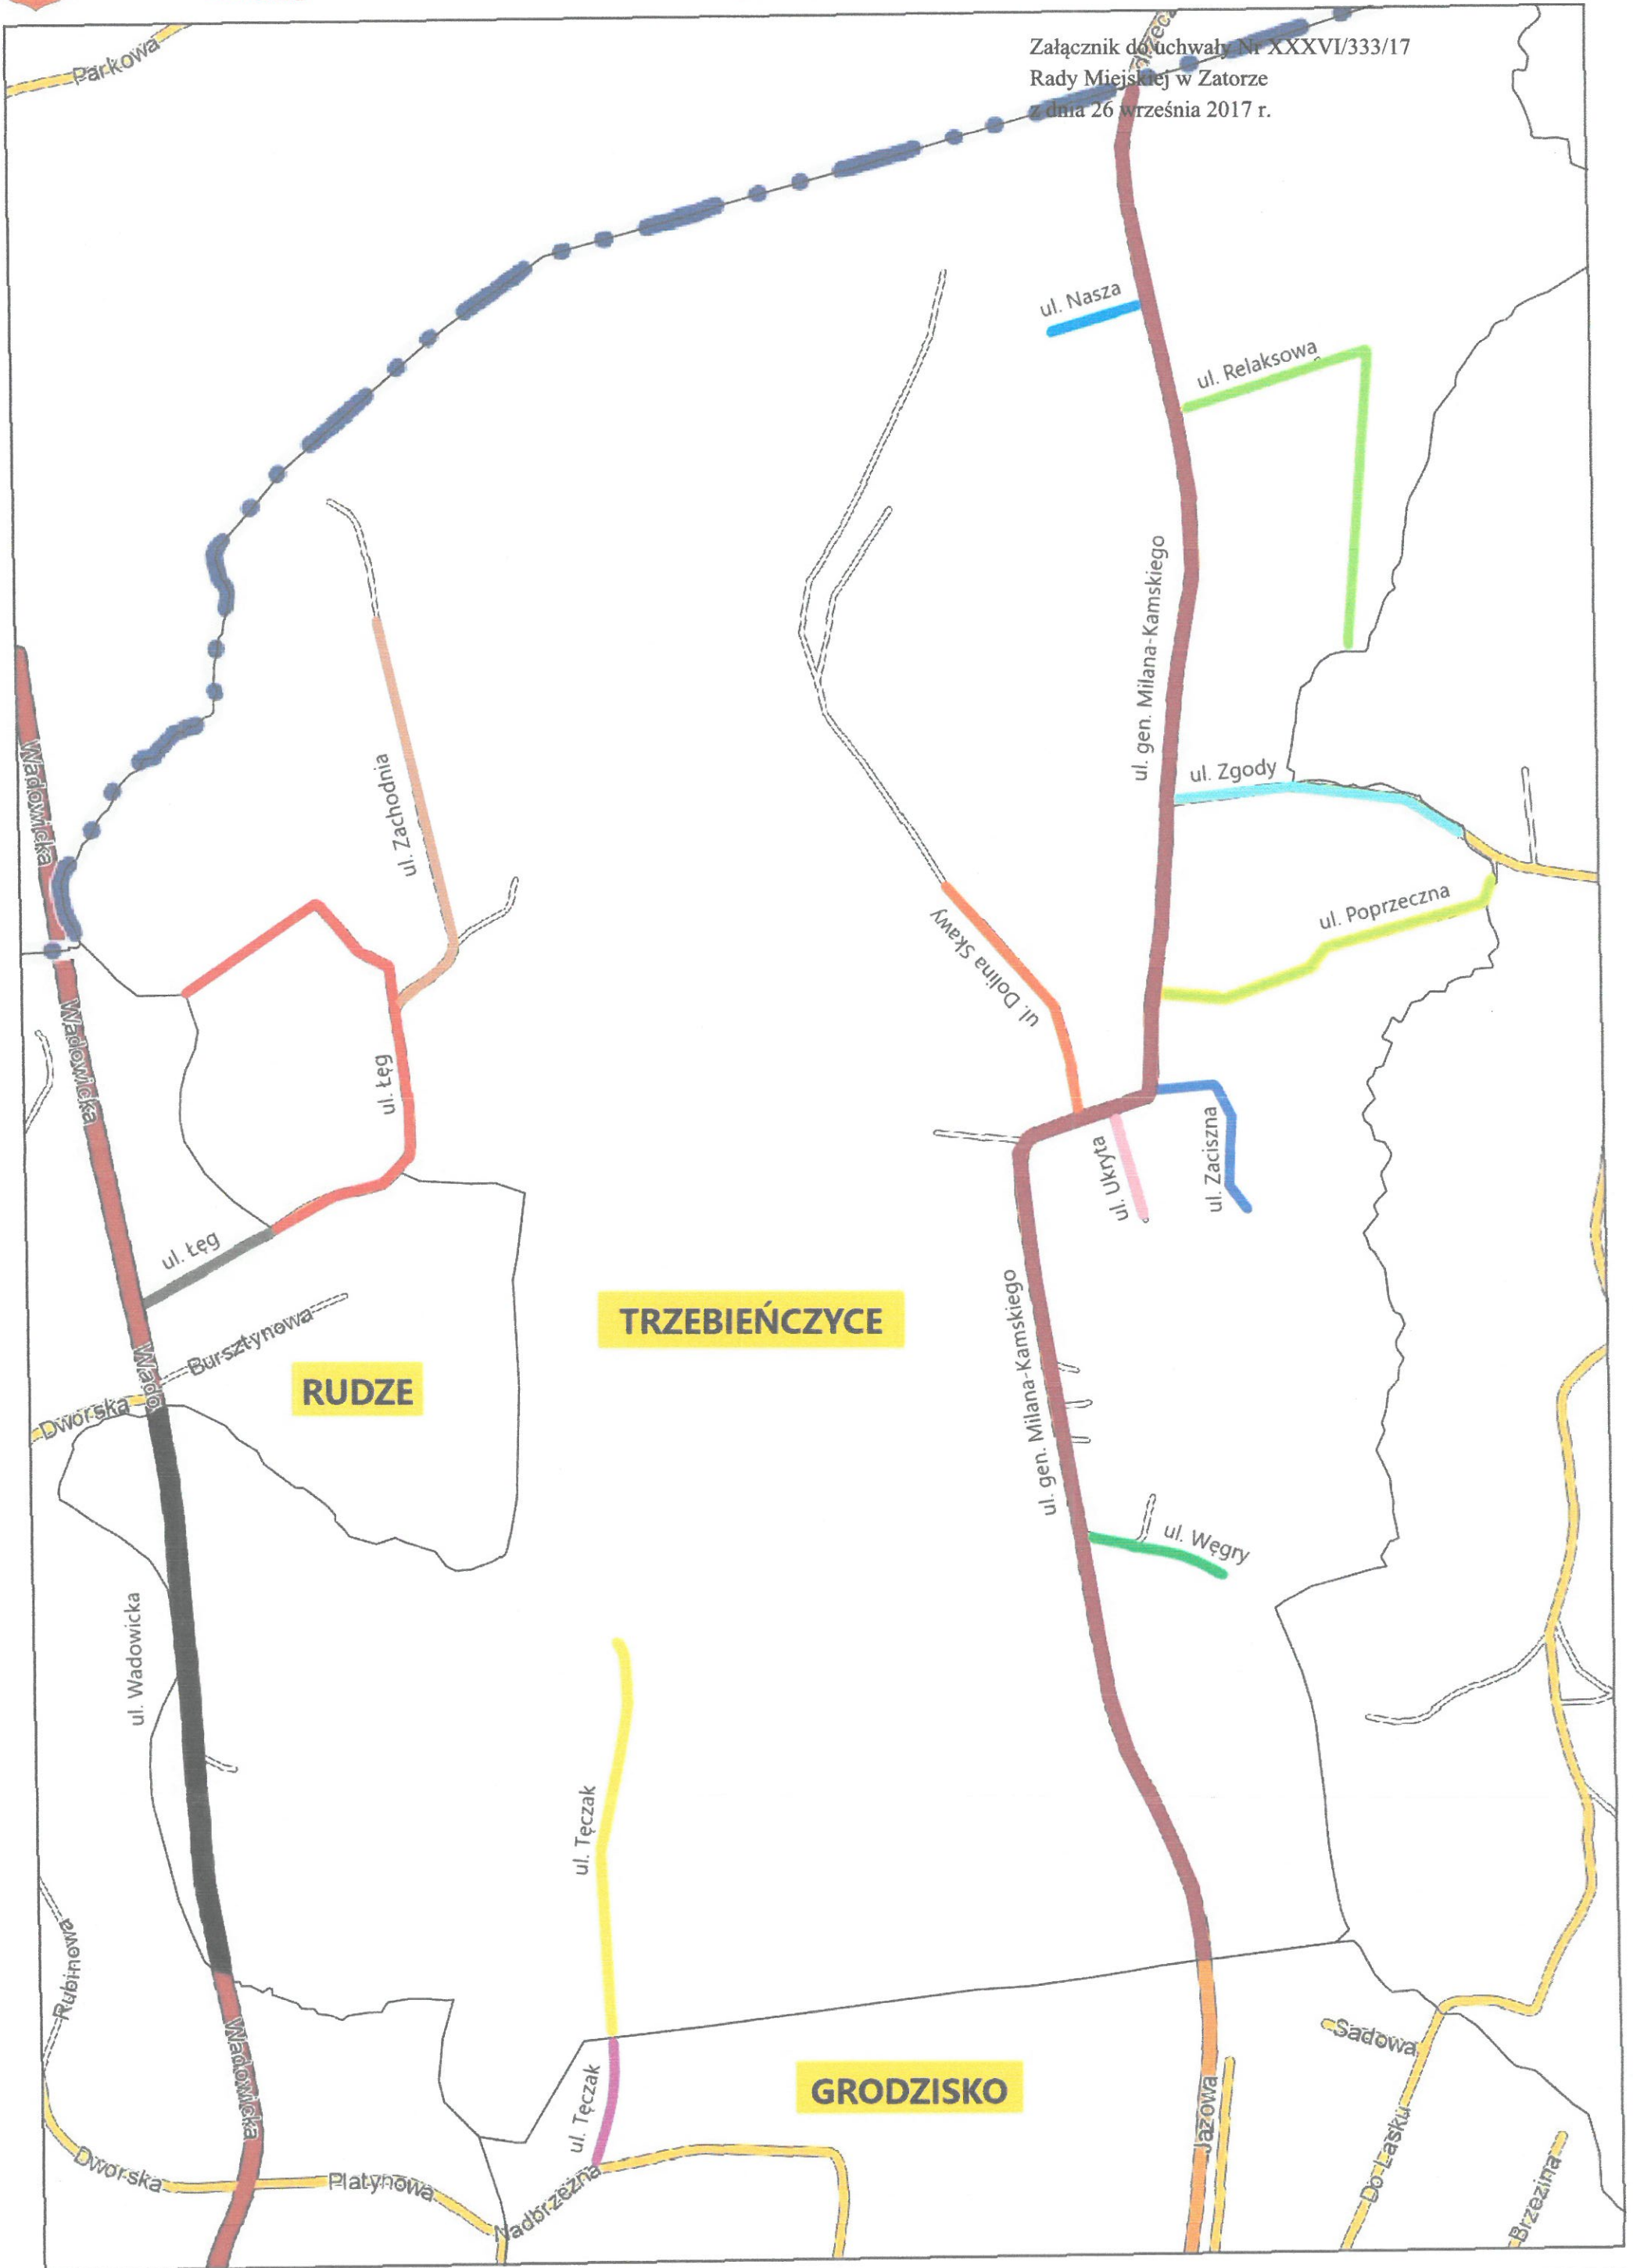 Załącznik do uchwały Nr XXXVI/333/17
Rady Miejskiej w Zatorze
z dnia 26 września 2017 r.
Parkowa
ul. Nasza
ul. Relaksowa
ul. gen. Milana-Kamskiego
ul. Zgody
ul. Poprzeczna
Wadowicka
ul. Zachodnia
ul. Dolina Skawy
Wadowicka
ul. Łęg
ul. Ukryta
ul. Zaciszna
ul. Łęg
TRZEBIEŃCZYCE
Bursztynowa
RUDZE
Wado
Dworska
ul. gen. Milana-Kamskiego
ul. Węgry
ul. Wadowicka
ul. Tęczak
Rubinowa
Wadowicka
Sadowa
GRODZISKO
ul. Tęczak
Jazowa
Do Lasku
Brzezina
Dworska
Platynowa
Nadbrzeżna